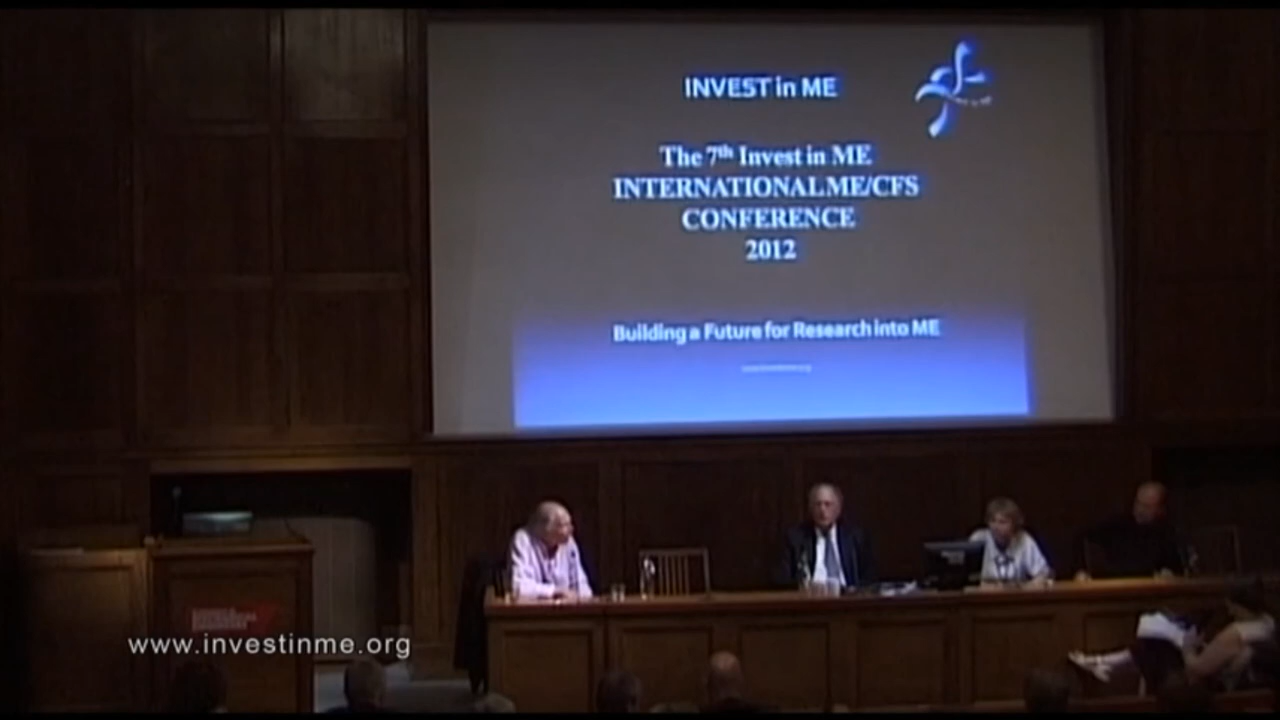 INVEST in ME
The 7th Invest in ME
INTERNATIONAL ME/CFS
CONFERENCE
2012
Building a Future for Research into ME
www.investinme.org